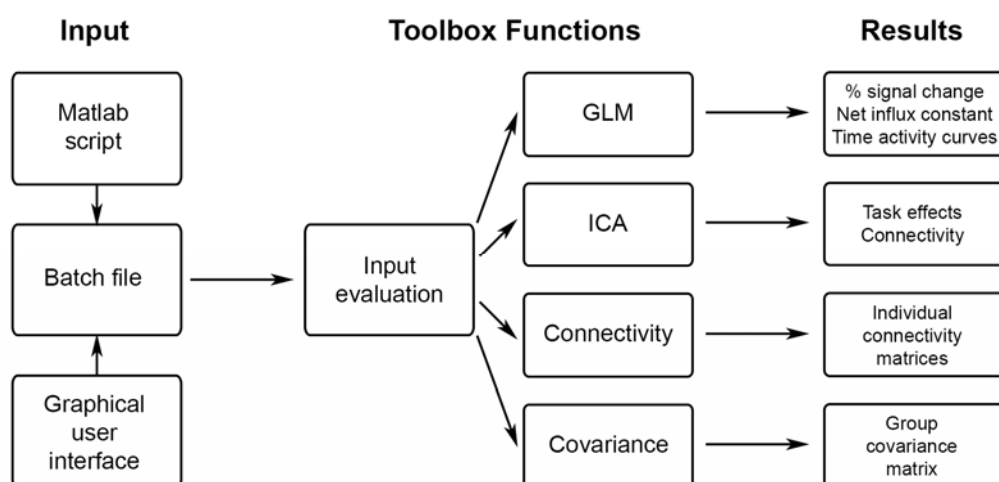 Input
Toolbox Functions
Results
Matlab
script
Batch file
Graphical
user
interface
Input
evaluation
GLM
ICA
Connectivity
Covariance
% signal change
Net influx constant
Time activity curves
Task effects
Connectivity
Individual
connectivity
matrices
Group
covariance
matrix